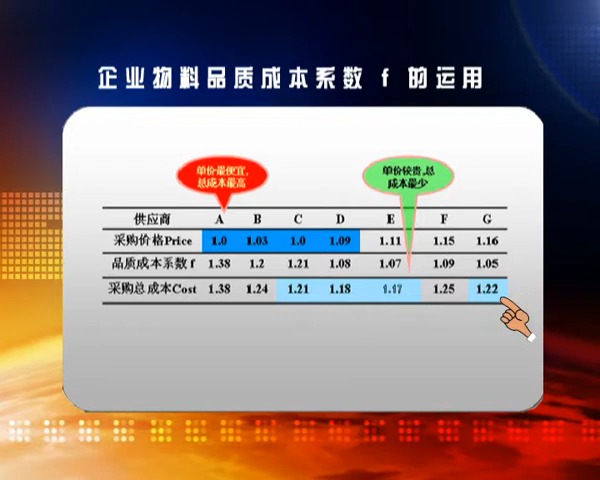 企业物料品质成本系数 f 的运用
单价最便宜,
总成本最高
单价较贵,总
成本最少
供应商 A B C D E F G
采购价格Price 1.0 1.03 1.0 1.09 1.11 1.15 1.16
品质成本系数 f 1.38 1.2 1.21 1.08 1.07 1.09 1.05
采购总成本Cost 1.38 1.24 1.21 1.18 1.17 1.25 1.22